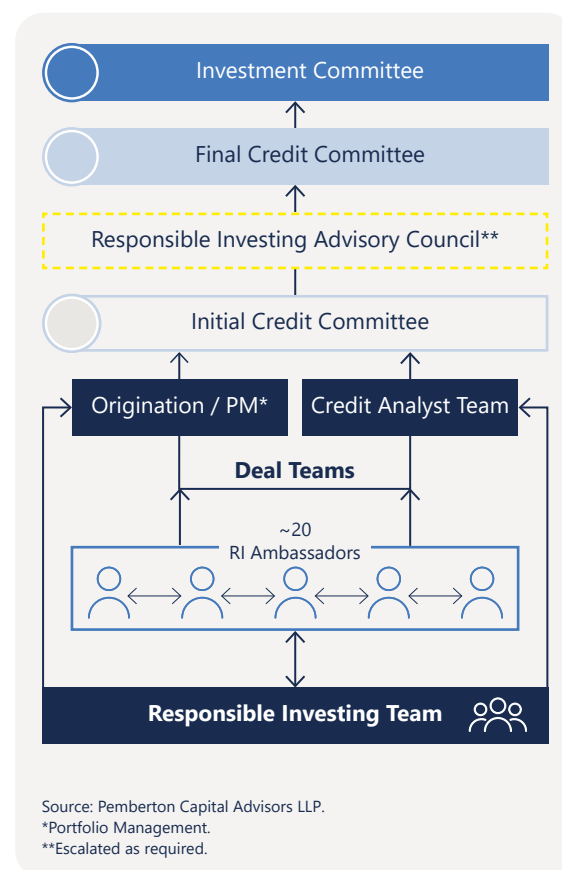 Investment Committee
Final Credit Committee
Responsible Investing Advisory Council**
Initial Credit Committee
Origination / PM*
Credit Analyst Team
Deal Teams
~20
RI Ambassadors
Responsible Investing Team
Source: Pemberton Capital Advisors LLP.
*Portfolio Management.
**Escalated as required.